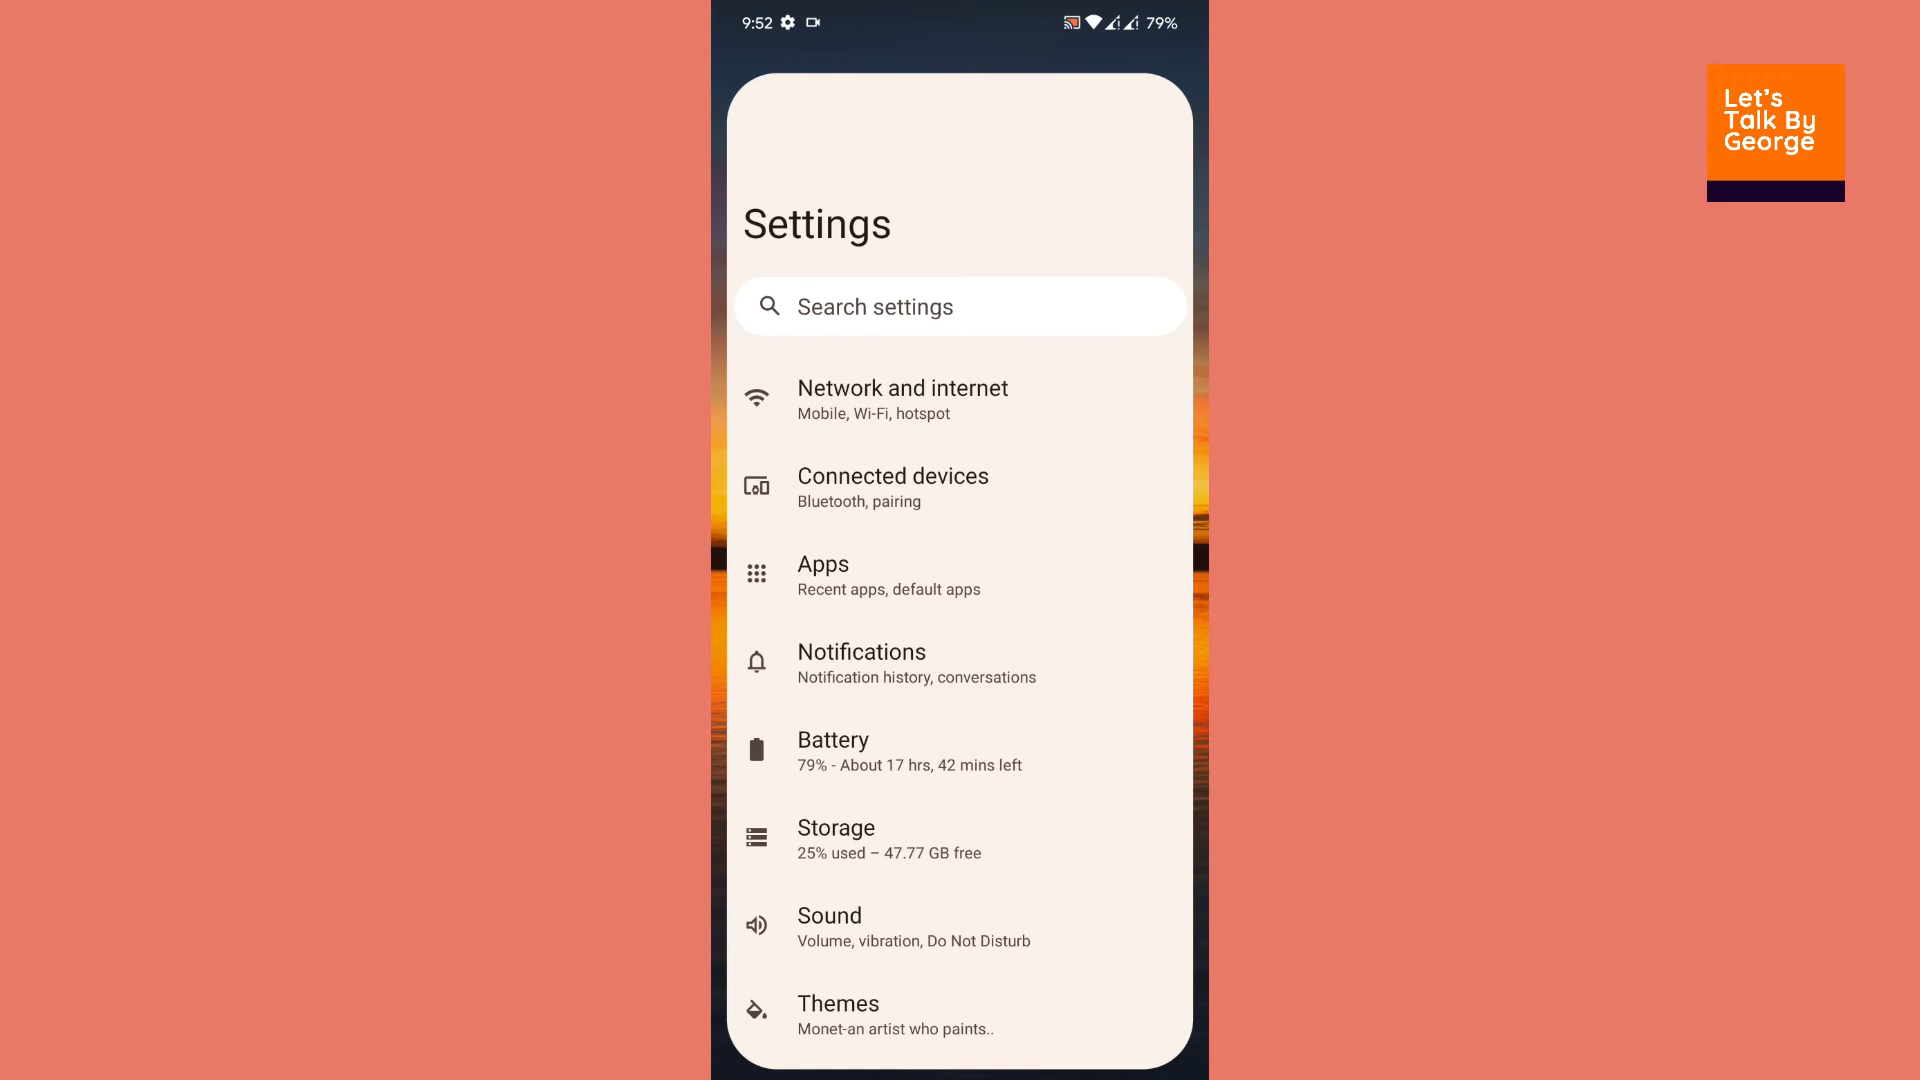 9:52
79%
Let's
Talk By
George
Settings
Search settings
Network and internet
Mobile, Wi-Fi, hotspot
Connected devices
Bluetooth, pairing
Apps
Recent apps, default apps
Notifications
Notification history, conversations
Battery
79% - About 17 hrs, 42 mins left
Storage
25% used – 47.77 GB free
Sound
Volume, vibration, Do Not Disturb
Themes
Monet-an artist who paints..